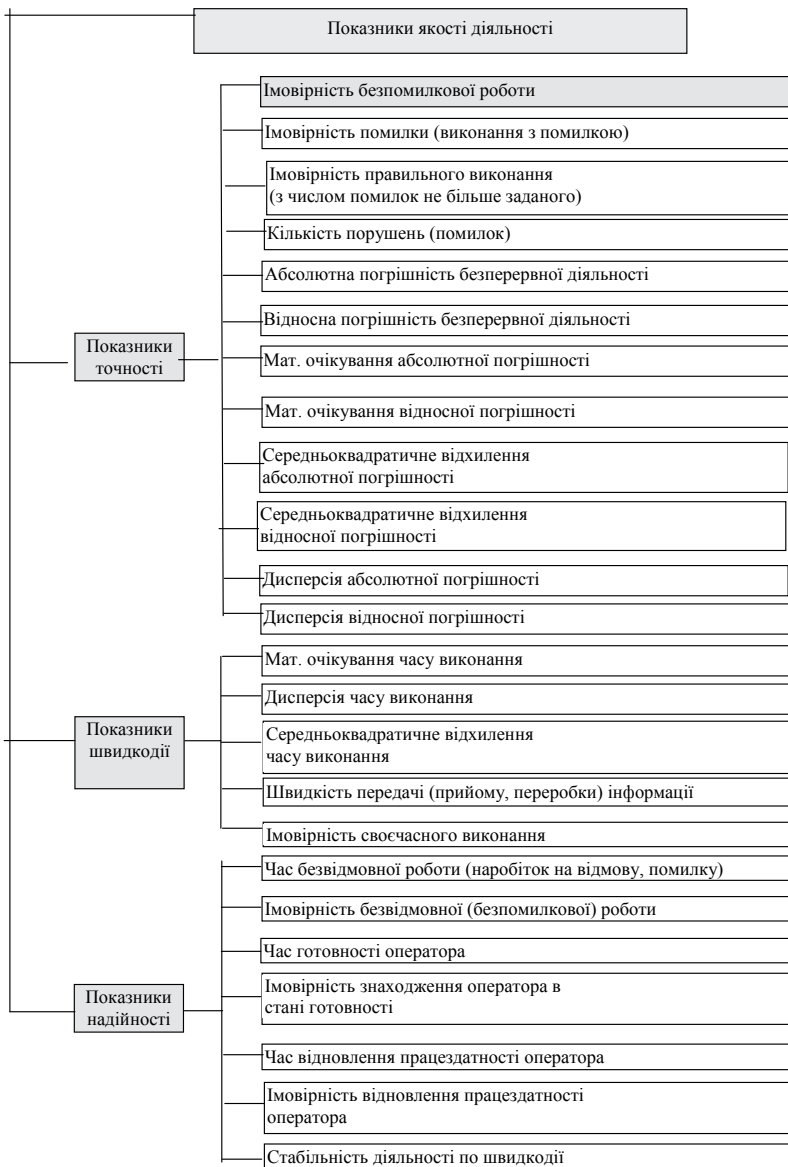 Показники якості діяльності
Імовірність безпомилкової роботи
Імовірність помилки (виконання з помилкою)
Імовірність правильного виконання
(з числом помилок не більше заданого)
Кількість порушень (помилок)
Абсолютна погрішність безперервної діяльності
Відносна погрішність безперервної діяльності
Показники
точності
Мат. очікування абсолютної погрішності
Мат. очікування відносної погрішності
Середньоквадратичне відхилення
абсолютної погрішності
Середньоквадратичне відхилення
відносної погрішності
Дисперсія абсолютної погрішності
Дисперсія відносної погрішності
Мат. очікування часу виконання
Дисперсія часу виконання
Показники
швидкодії
Середньоквадратичне відхилення
часу виконання
Швидкість передачі (прийому, переробки) інформації
Імовірність своєчасного виконання
Час безвідмовної роботи (наробіток на відмову, помилку)
Імовірність безвідмовної (безпомилкової) роботи
Час готовності оператора
Показники
надійності
Імовірність знаходження оператора в
стані готовності
Час відновлення працездатності оператора
Імовірність відновлення працездатності
оператора
Стабільність діяльності по швидкодії